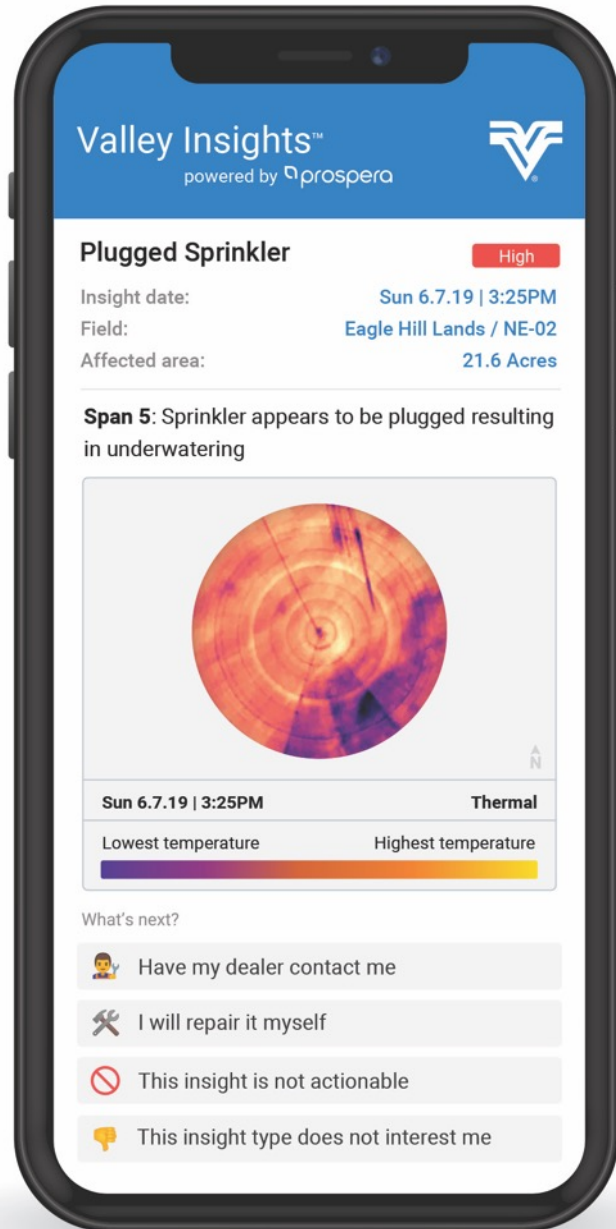 Valley Insights™
powered by prospera
Plugged Sprinkler
High
Insight date: Sun 6.7.19 | 3:25PM
Field: Eagle Hill Lands / NE-02
Affected area: 21.6 Acres
Span 5: Sprinkler appears to be plugged resulting
in underwatering
N
Sun 6.7.19 | 3:25PM Thermal
Lowest temperature Highest temperature
What's next?
Have my dealer contact me
I will repair it myself
This insight is not actionable
This insight type does not interest me